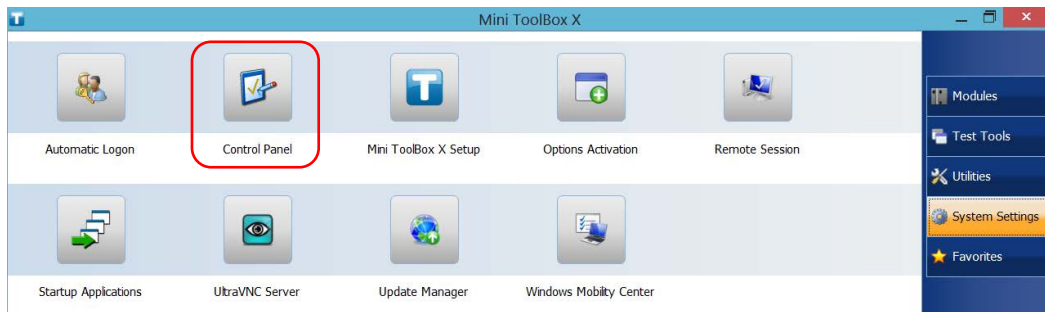 Mini ToolBox X
Automatic Logon
Control Panel
Mini ToolBox X Setup
Options Activation
Remote Session
Startup Applications
UltraVNC Server
Update Manager
Windows Mobility Center
Modules
Test Tools
Utilities
System Settings
Favorites